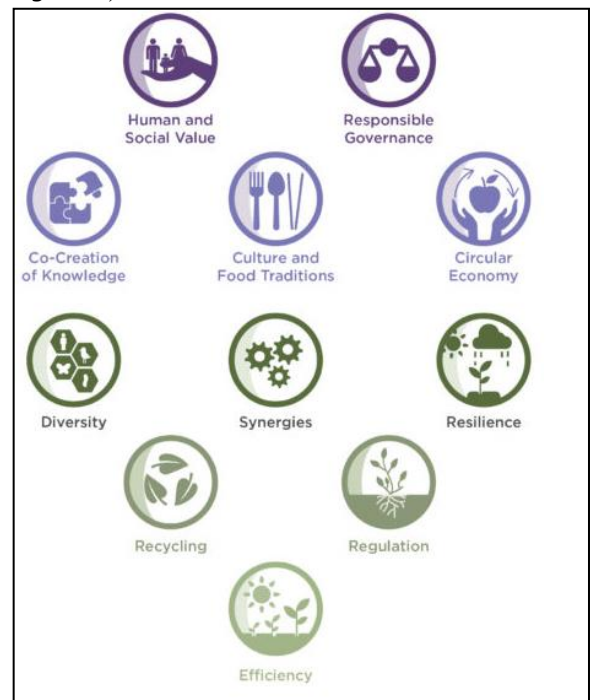 Human and
Social Value
Responsible
Governance
Co-Creation
of Knowledge
Culture and
Food Traditions
Circular
Economy
Diversity
Synergies
Resilience
Recycling
Regulation
Efficiency